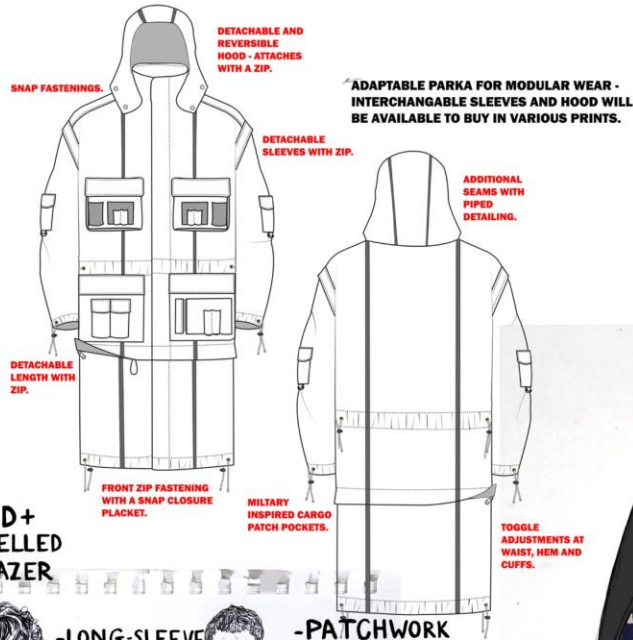 DETACHABLE AND
REVERSIBLE
HOOD - ATTACHES
WITH A ZIP.
SNAP FASTENINGS.
ADAPTABLE PARKA FOR MODULAR WEAR -
INTERCHANGABLE SLEEVES AND HOOD WILL
BE AVAILABLE TO BUY IN VARIOUS PRINTS.
DETACHABLE
SLEEVES WITH ZIP.
ADDITIONAL
SEAMS WITH
PIPED
DETAILING.
DETACHABLE
LENGTH WITH
ZIP.
FRONT ZIP FASTENING
WITH A SNAP CLOSURE
PLACKET.
MILTARY
INSPIRED CARGO
PATCH POCKETS.
TOGGLE
ADJUSTMENTS AT
WAIST, HEM AND
CUFFS.
D+
ELLED
AZER
-LONG-SLEEVE
-PATCHWORK